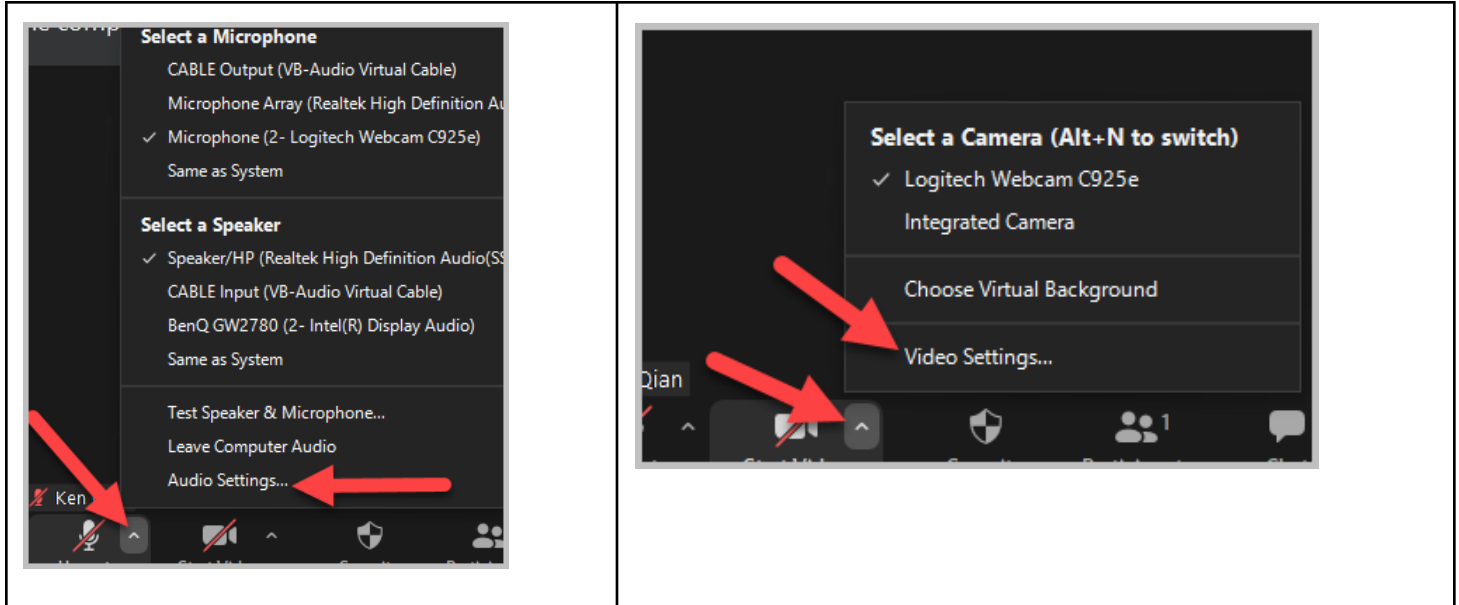 Select a Microphone
CABLE Output (VB-Audio Virtual Cable)
Microphone Array (Realtek High Definition Au
Microphone (2- Logitech Webcam C925e)
Same as System
Select a Speaker
Speaker/HP (Realtek High Definition Audio(SS
CABLE Input (VB-Audio Virtual Cable)
BenQ GW2780 (2- Intel(R) Display Audio)
Same as System
Test Speaker & Microphone...
Leave Computer Audio
Audio Settings...
Ken
Select a Camera (Alt+N to switch)
Logitech Webcam C925e
Integrated Camera
Choose Virtual Background
Video Settings...
Qian
1